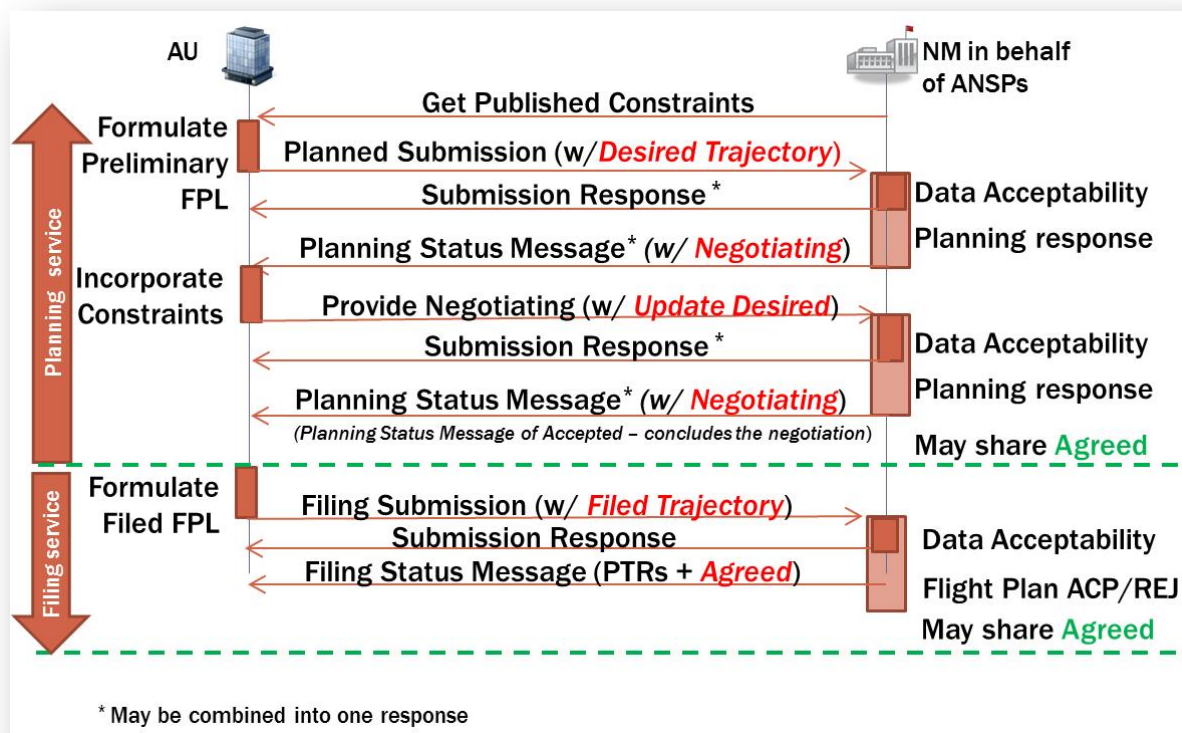 AU
NM in behalf
of ANSPs
Get Published Constraints
Formulate
Preliminary
FPL
Planned Submission (w/Desired Trajectory)
Submission Response *
Data Acceptability
Planning response
Planning Status Message* (w/ Negotiating)
Incorporate
Constraints
Provide Negotiating (w/ Update Desired)
Submission Response *
Data Acceptability
Planning response
Planning Status Message* (w/ Negotiating)
(Planning Status Message of Accepted – concludes the negotiation)
May share Agreed
Planning service
Formulate
Filed FPL
Filing Submission (w/ Filed Trajectory)
Submission Response
Data Acceptability
Filing Status Message (PTRs + Agreed)
Flight Plan ACP/REJ
May share Agreed
Filing service
* May be combined into one response